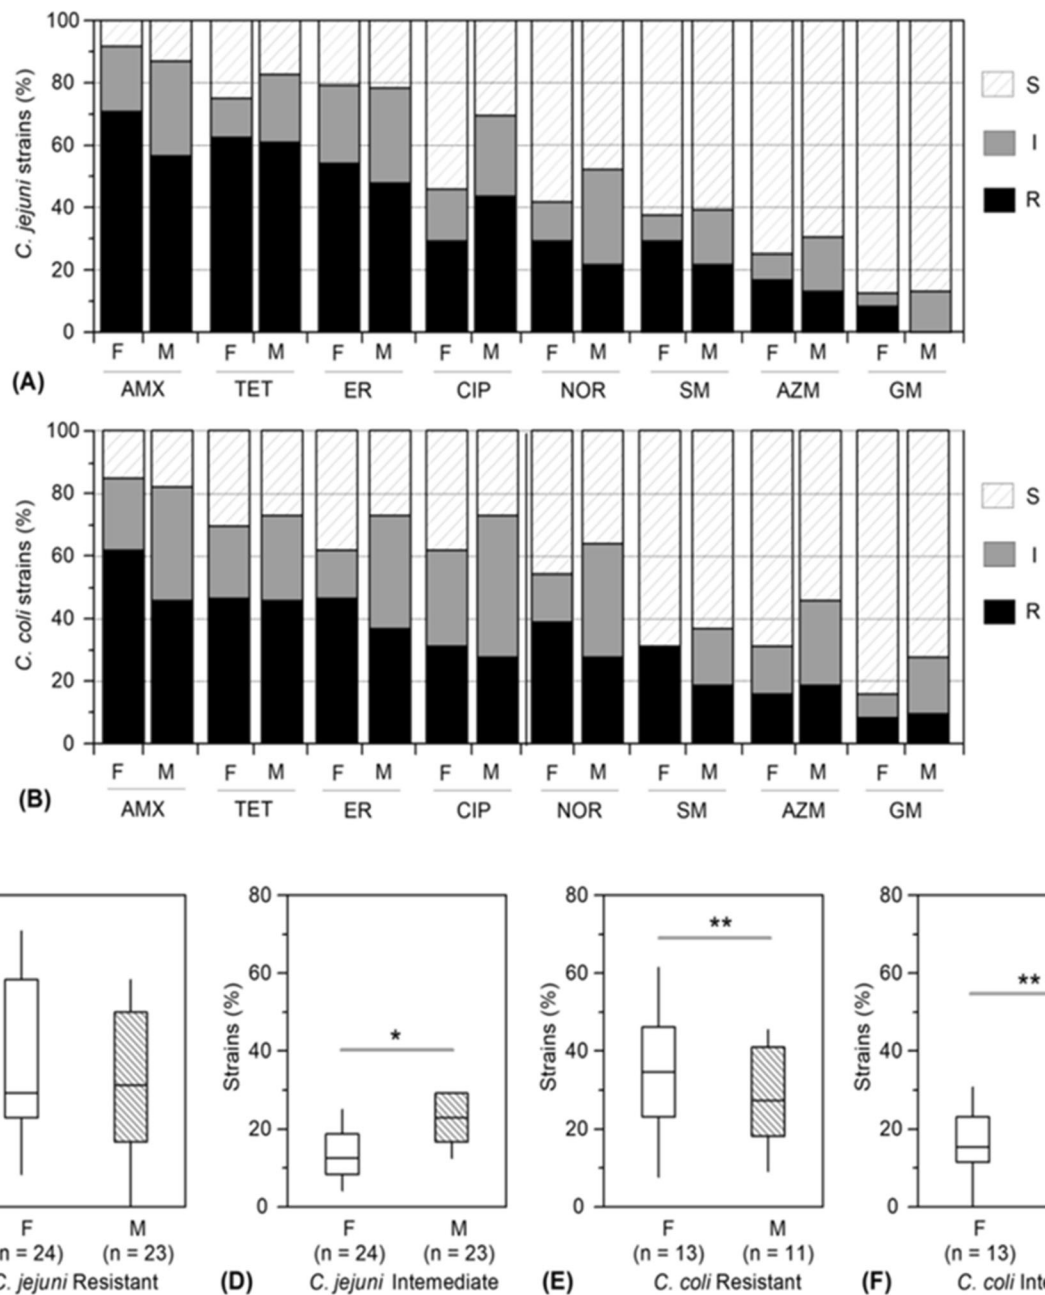 100
80
60
40
20
0
C. jejuni strains (%)
S
I
R
F M F M F M F M F M F M F M F M
(A)
AMX TET ER CIP NOR SM AZM GM
100
80
60
40
20
0
C. coli strains (%)
S
I
R
F M F M F M F M F M F M F M F M
(B)
AMX TET ER CIP NOR SM AZM GM
F M
(n = 24) (n = 23)
C. jejuni Resistant
80
60
40
20
0
Strains (%)
*
F M
(n = 24) (n = 23)
(D) C. jejuni Intemediate
80
60
40
20
0
Strains (%)
**
F M
(n = 13) (n = 11)
(E) C. coli Resistant
80
60
40
20
0
Strains (%)
**
F
(n = 13)
(F) C. coli Inte